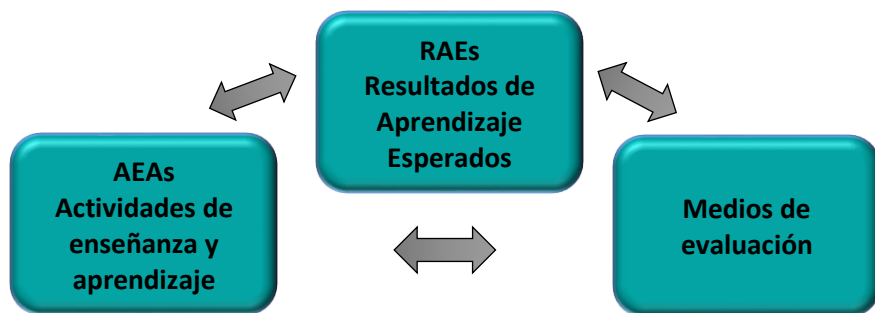 RAEs
Resultados de
Aprendizaje
Esperados
AEAs
Actividades de
enseñanza y
aprendizaje
Medios de
evaluación